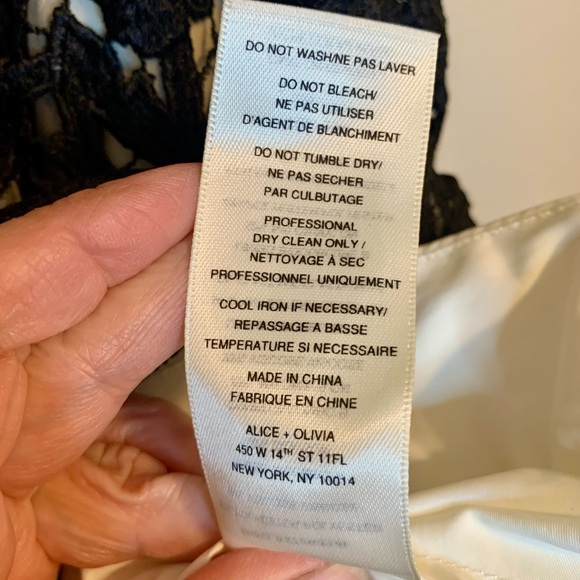 DO NOT WASH/NE PAS LAVER
DO NOT BLEACH/
NE PAS UTILISER
D'AGENT DE BLANCHIMENT
DO NOT TUMBLE DRY/
NE PAS SECHER
PAR CULBUTAGE
PROFESSIONAL
DRY CLEAN ONLY /
NETTOYAGE À SEC
PROFESSIONNEL UNIQUEMENT
COOL IRON IF NECESSARY/
REPASSAGE A BASSE
TEMPERATURE SI NECESSAIRE
MADE IN CHINA
FABRIQUE EN CHINE
ALICE + OLIVIA
450 W 14TH ST 11FL
NEW YORK, NY 10014